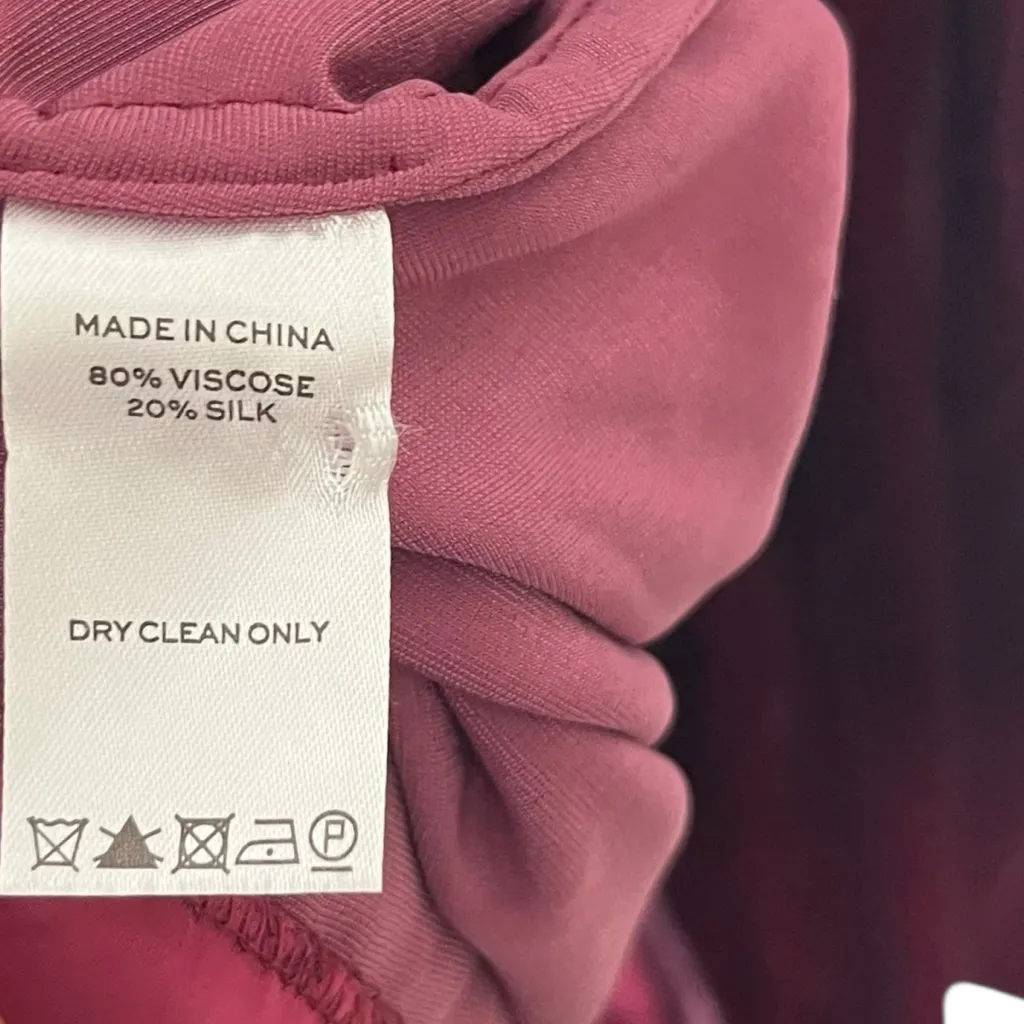 MADE IN CHINA
80% VISCOSE
20% SILK
DRY CLEAN ONLY
P